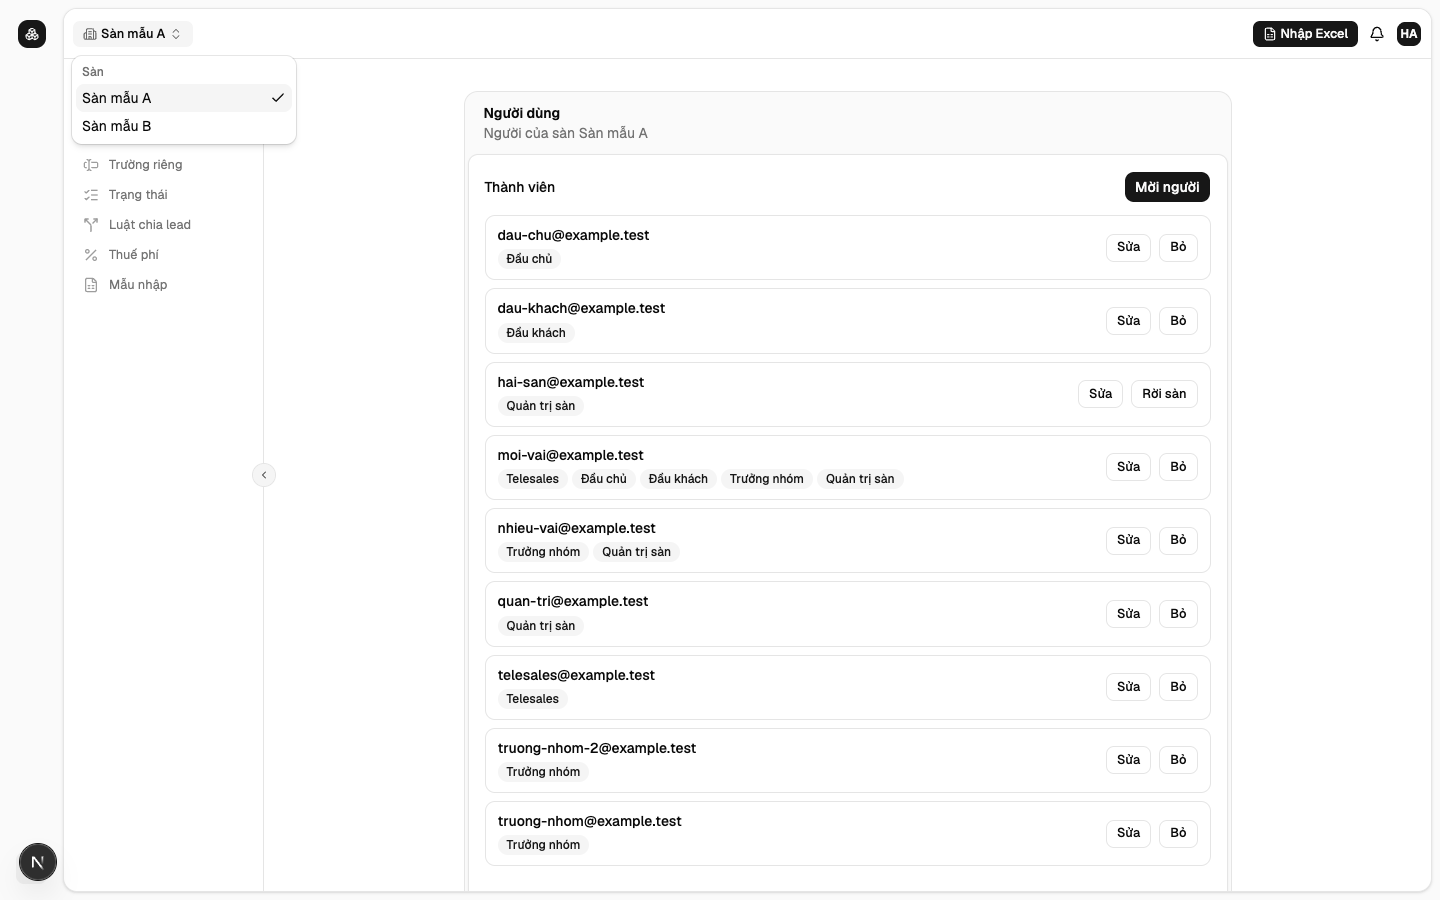 Sàn mẫu A
Nhập Excel
HA
Sàn
Sàn mẫu A
Sàn mẫu B
Trường riêng
Trạng thái
Luật chia lead
Thuế phí
Mẫu nhập
Người dùng
Người của sàn Sàn mẫu A
Thành viên
Mời người
dau-chu@example.test
Đầu chủ
Sửa
Bỏ
dau-khach@example.test
Đầu khách
Sửa
Bỏ
hai-san@example.test
Quản trị sàn
Sửa
Rời sàn
moi-vai@example.test
Telesales
Đầu chủ
Đầu khách
Trưởng nhóm
Quản trị sàn
Sửa
Bỏ
nhieu-vai@example.test
Trưởng nhóm
Quản trị sàn
Sửa
Bỏ
quan-tri@example.test
Quản trị sàn
Sửa
Bỏ
telesales@example.test
Telesales
Sửa
Bỏ
truong-nhom-2@example.test
Trưởng nhóm
Sửa
Bỏ
truong-nhom@example.test
Trưởng nhóm
Sửa
Bỏ
N